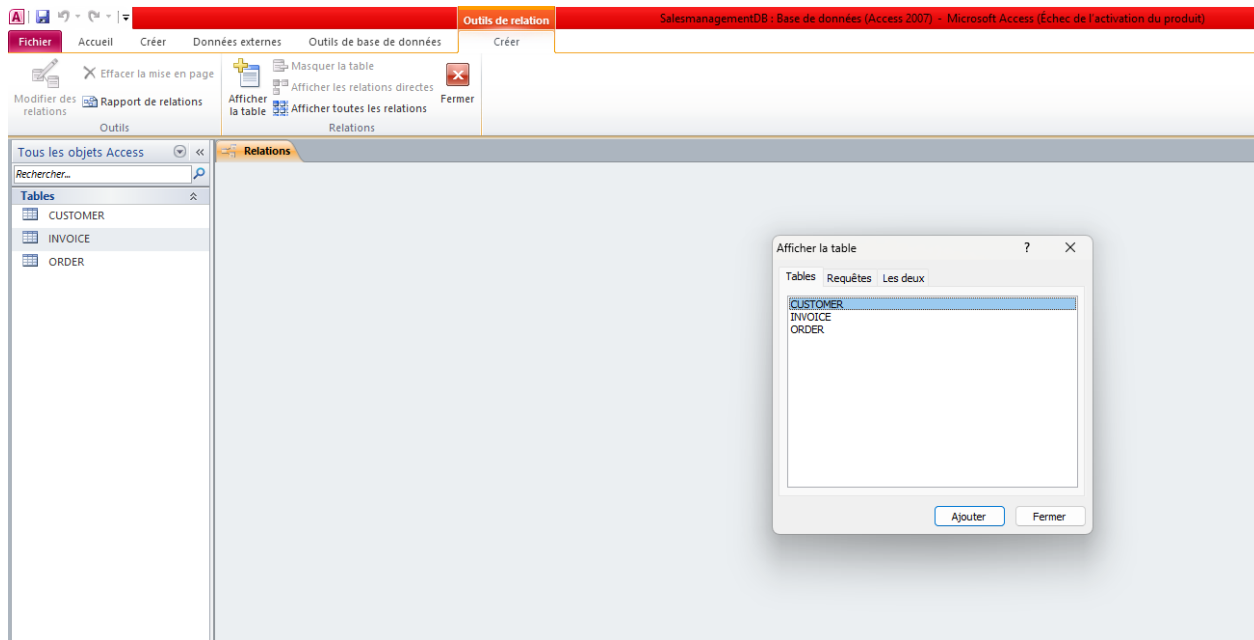 Outils de relation
SalesmanagementDB : Base de données (Access 2007) - Microsoft Access (Échec de l'activation du produit)
Fichier Accueil Créer Données externes Outils de base de données Créer
Modifier des relations
Effacer la mise en page
Rapport de relations
Outils
Afficher la table
Masquer la table
Afficher les relations directes
Afficher toutes les relations
Fermer
Relations
Tous les objets Access
Rechercher...
Tables
CUSTOMER
INVOICE
ORDER
Relations
Afficher la table
Tables Requêtes Les deux
CUSTOMER
INVOICE
ORDER
Ajouter Fermer